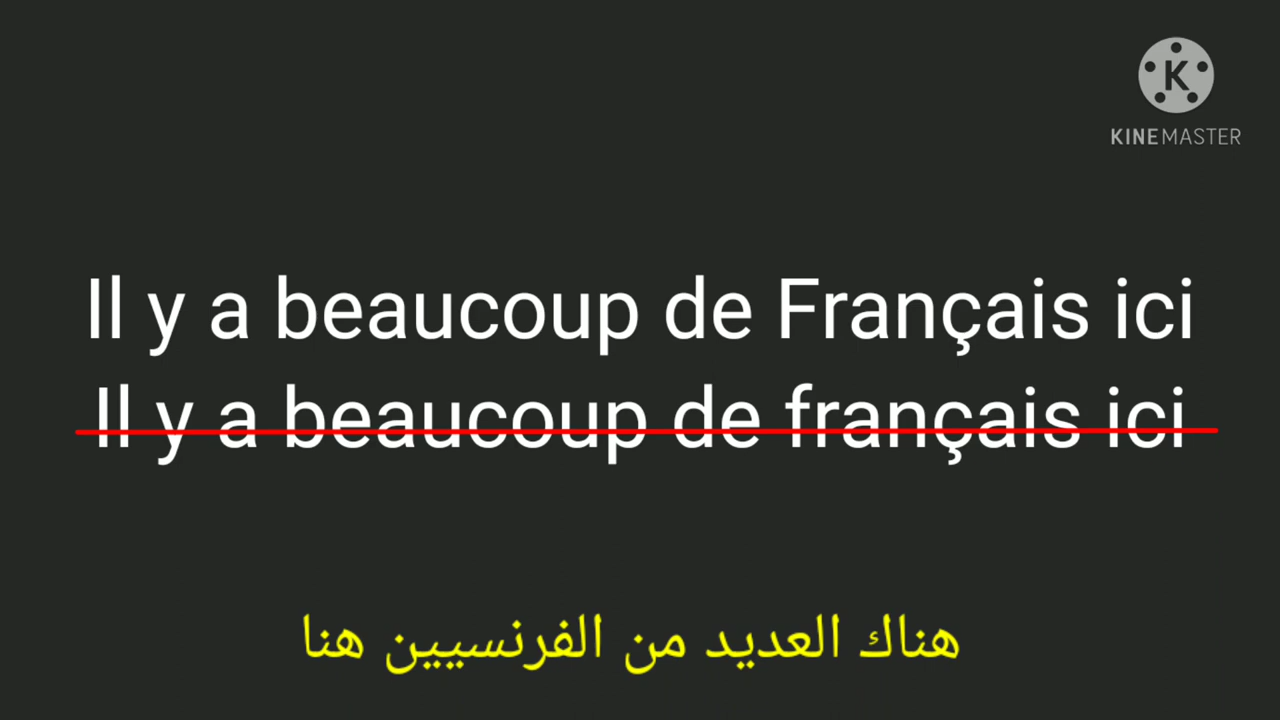 KINEMASTER
Il y a beaucoup de Français ici
Il y a beaucoup de français ici
هناك العديد من الفرنسيين هنا